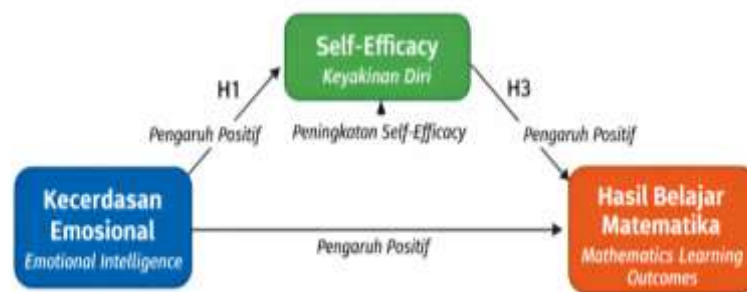 Self-Efficacy
Keyakinan Diri
H1
H3
Pengaruh Positif
Peningkatan Self-Efficacy
Pengaruh Positif
Kecerdasan
Emosional
Emotional Intelligence
Pengaruh Positif
Hasil Belajar
Matematika
Mathematics Learning
Outcomes